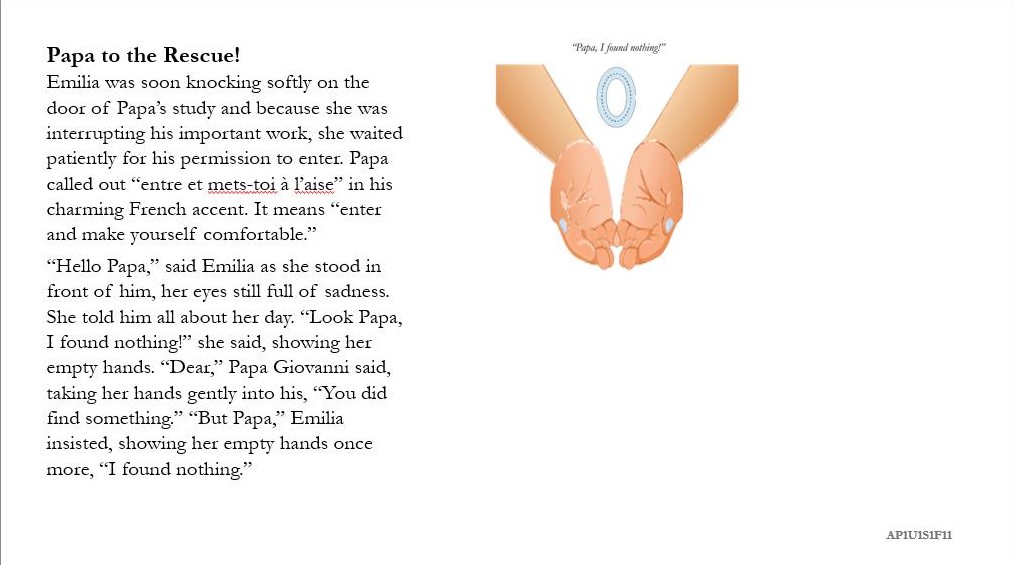 Papa to the Rescue!
Emilia was soon knocking softly on the
door of Papa’s study and because she was
interrupting his important work, she waited
patiently for his permission to enter. Papa
called out “entre et mets-toi à l’aise” in his
charming French accent. It means “enter
and make yourself comfortable.”
“Hello Papa,” said Emilia as she stood in
front of him, her eyes still full of sadness.
She told him all about her day. “Look Papa,
I found nothing!” she said, showing her
empty hands. “Dear,” Papa Giovanni said,
taking her hands gently into his, “You did
find something.” “But Papa,” Emilia
insisted, showing her empty hands once
more, “I found nothing.”
“Papa, I found nothing!”
0
AP1U1S1F11